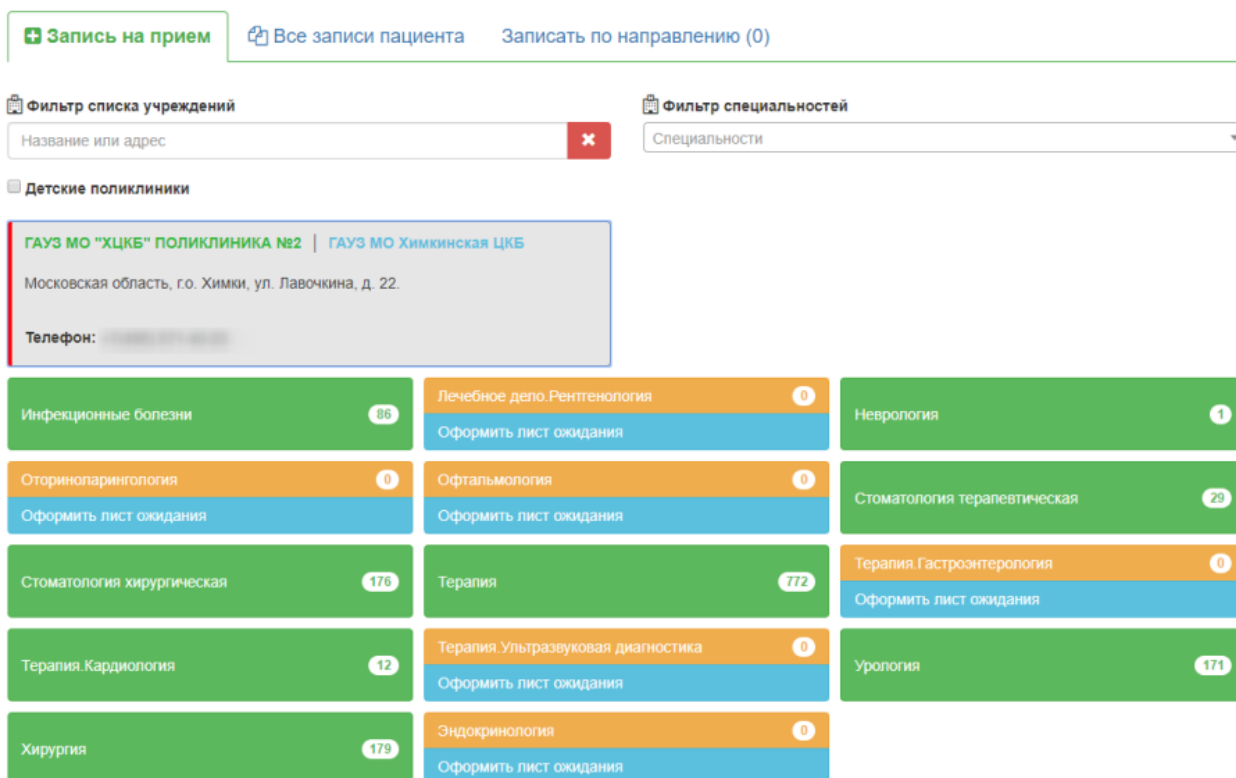 Запись на прием
Все записи пациента
Записать по направлению (0)
Фильтр списка учреждений
Название или адрес
Фильтр специальностей
Специальности
Детские поликлиники
ГАУЗ МО "ХЦКБ" ПОЛИКЛИНИКА №2 | ГАУЗ МО Химкинская ЦКБ
Московская область, г.о. Химки, ул. Лавочкина, д. 22.
Телефон:
Инфекционные болезни 86
Лечебное дело.Рентгенология 0
Оформить лист ожидания
Неврология 1
Оториноларингология 0
Оформить лист ожидания
Офтальмология 0
Оформить лист ожидания
Стоматология терапевтическая 29
Стоматология хирургическая 176
Терапия 772
Терапия.Гастроэнтерология 0
Оформить лист ожидания
Терапия.Кардиология 12
Терапия.Ультразвуковая диагностика 0
Оформить лист ожидания
Урология 171
Хирургия 179
Эндокринология 0
Оформить лист ожидания